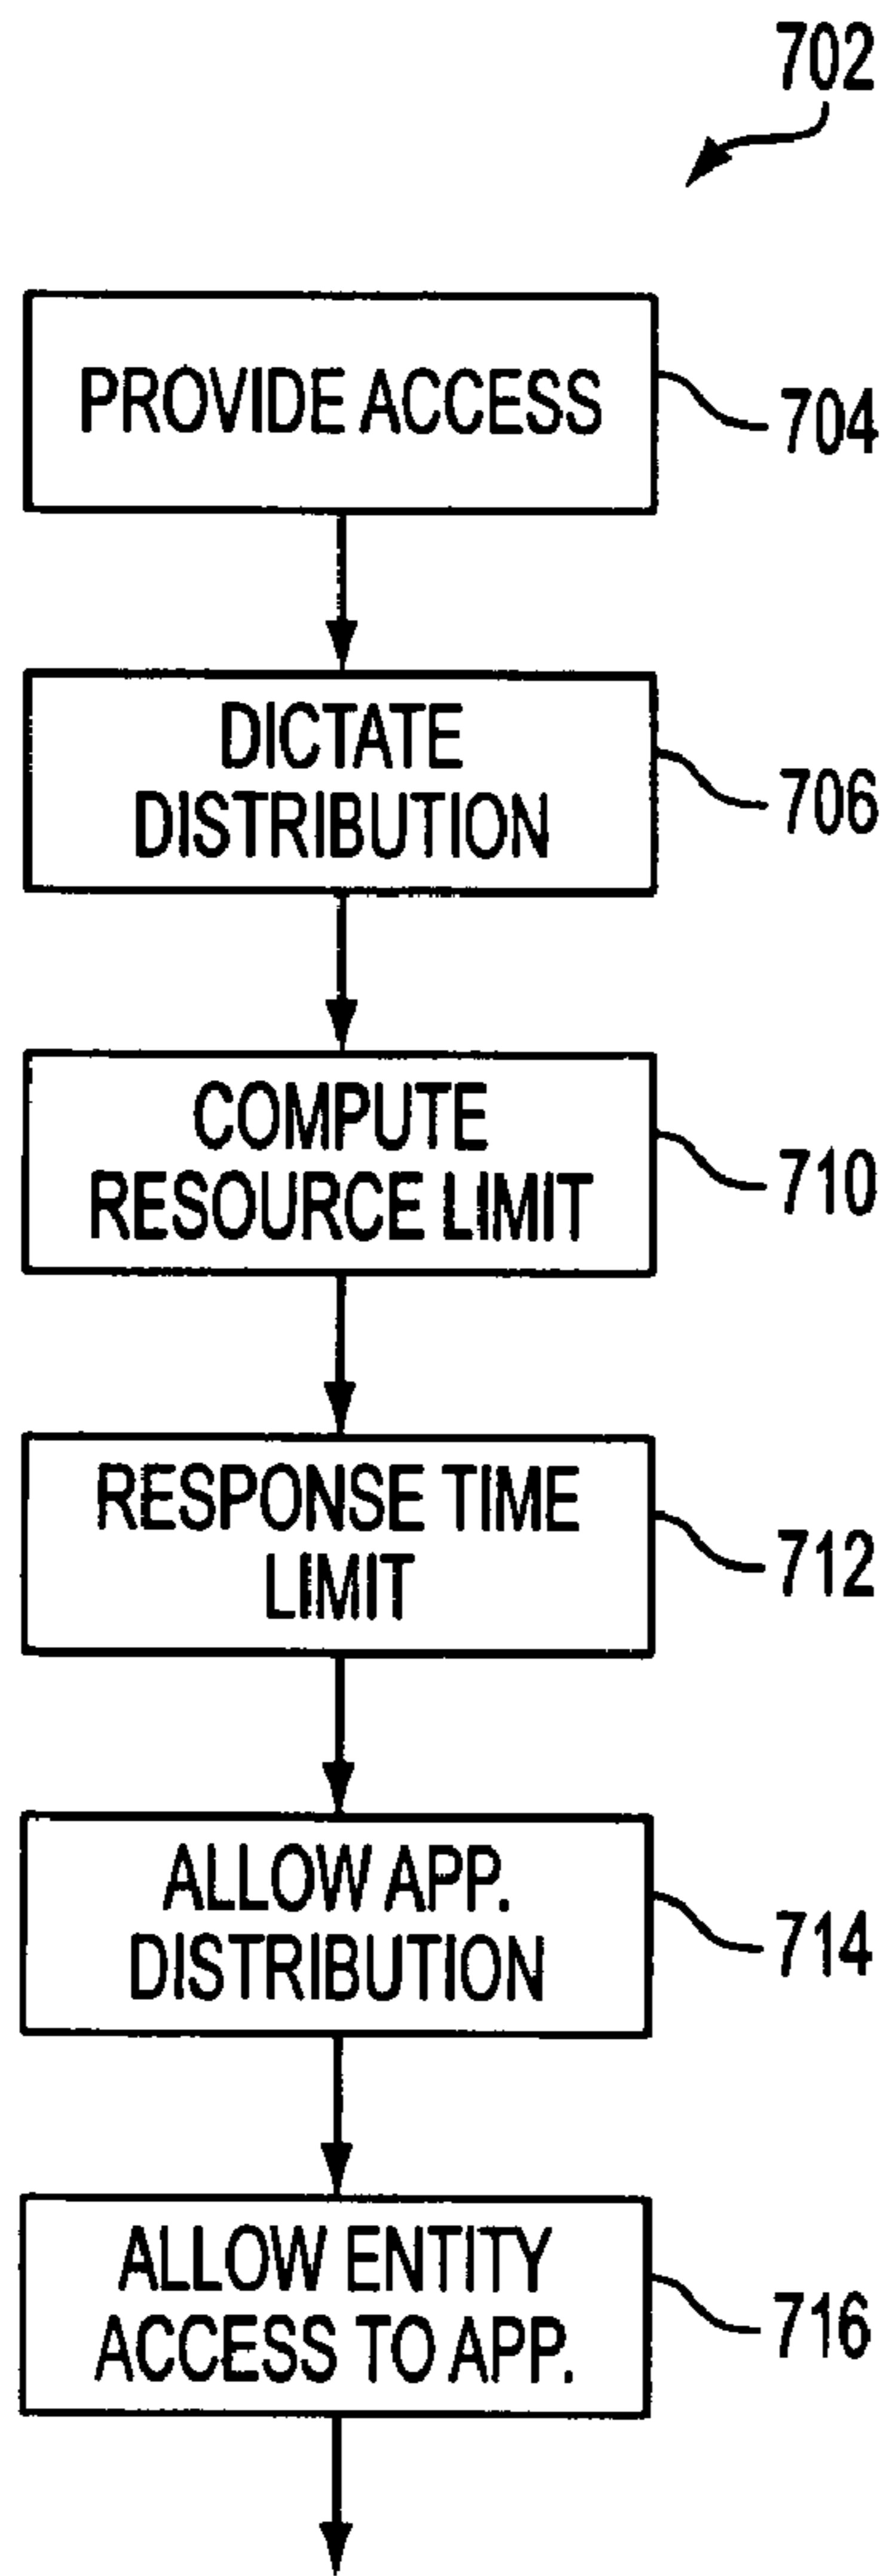 702
PROVIDE ACCESS
704
DICTATE
DISTRIBUTION
706
COMPUTE
RESOURCE LIMIT
710
RESPONSE TIME
LIMIT
712
ALLOW APP.
DISTRIBUTION
714
ALLOW ENTITY
ACCESS TO APP.
716